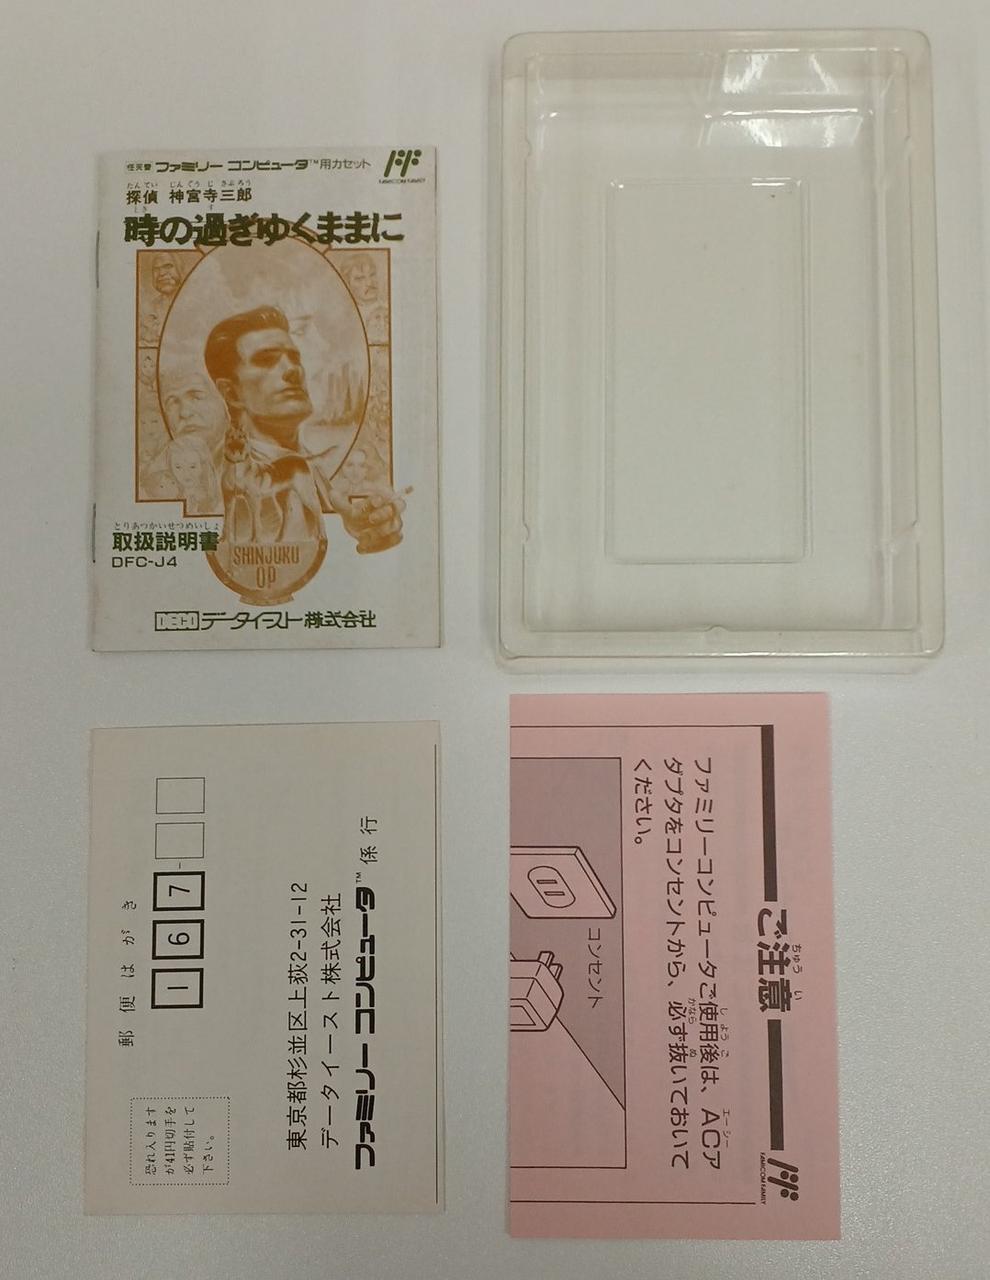 任天堂 ファミリー コンピュータ™用カセット
FAMICOM FAMILY
たんてい じんぐう じ さぶろう
探偵 神宮寺三郎
とき す
時の過ぎゆくままに
SHINJUKU
OP
とりあつかいせつめいしょ
取扱説明書
DFC-J4
DECO データイースト株式会社
郵便はがき
167-
恐れ入ります
が41円切手を
必ず貼付して
下さい。
東京都杉並区上荻2-31-12
データイースト株式会社
ファミリー コンピュータ™ 係 行
ちゅう い
ご注意
FAMICOM FAMILY
し よう ご エー シー
ファミリーコンピュータご使用後は、ACア
かなら ぬ
ダプタをコンセントから、必ず抜いておいて
ください。
コンセント